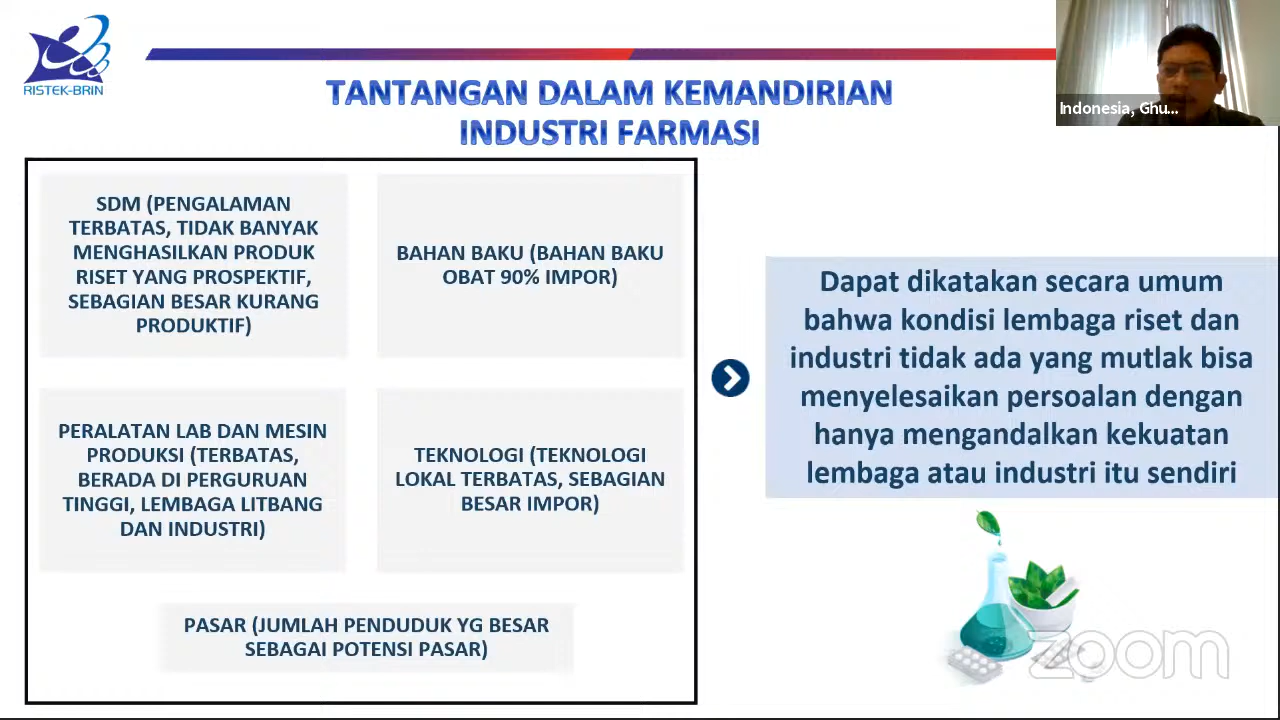 RISTEK-BRIN
TANTANGAN DALAM KEMANDIRIAN
INDUSTRI FARMASI
Indonesia, Ghu...
SDM (PENGALAMAN
TERBATAS, TIDAK BANYAK
MENGHASILKAN PRODUK
RISET YANG PROSPEKTIF,
SEBAGIAN BESAR KURANG
PRODUKTIF)
BAHAN BAKU (BAHAN BAKU
OBAT 90% IMPOR)
PERALATAN LAB DAN MESIN
PRODUKSI (TERBATAS,
BERADA DI PERGURUAN
TINGGI, LEMBAGA LITBANG
DAN INDUSTRI)
TEKNOLOGI (TEKNOLOGI
LOKAL TERBATAS, SEBAGIAN
BESAR IMPOR)
PASAR (JUMLAH PENDUDUK YG BESAR
SEBAGAI POTENSI PASAR)
Dapat dikatakan secara umum
bahwa kondisi lembaga riset dan
industri tidak ada yang mutlak bisa
menyelesaikan persoalan dengan
hanya mengandalkan kekuatan
lembaga atau industri itu sendiri
zoom